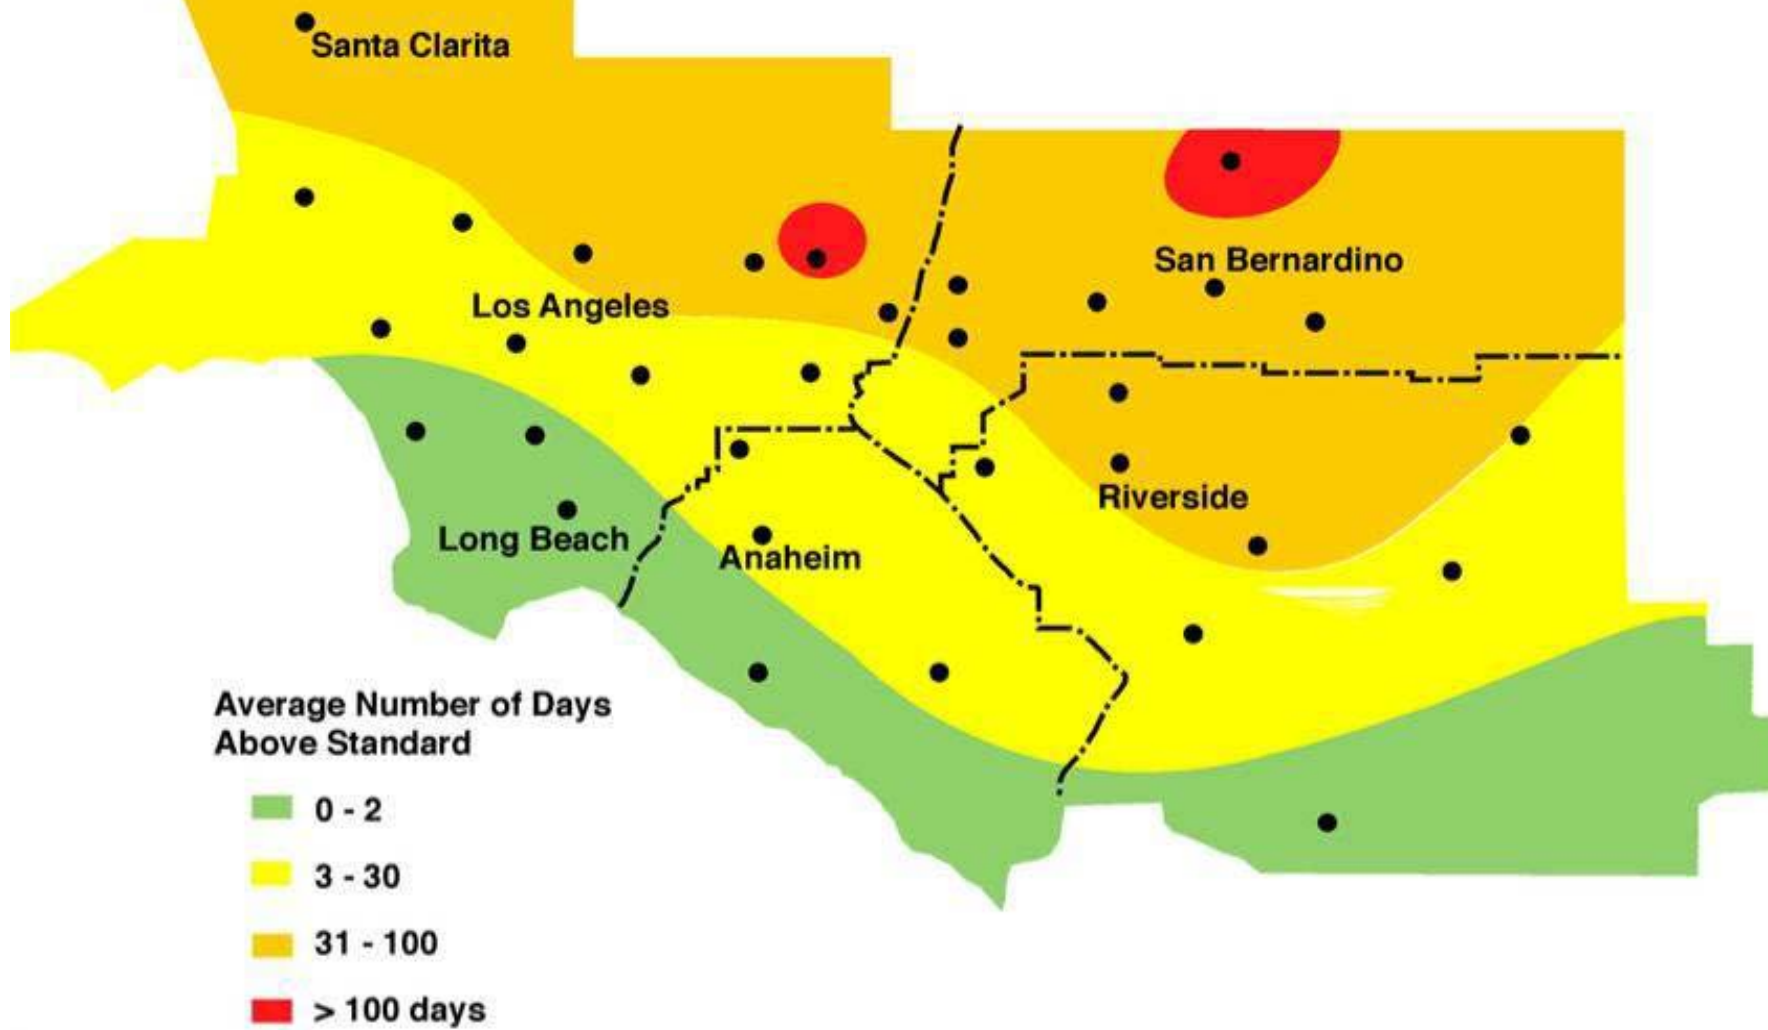 Santa Clarita
San Bernardino
Los Angeles
Riverside
Long Beach
Anaheim
Average Number of Days
Above Standard
0 - 2
3 - 30
31 - 100
> 100 days